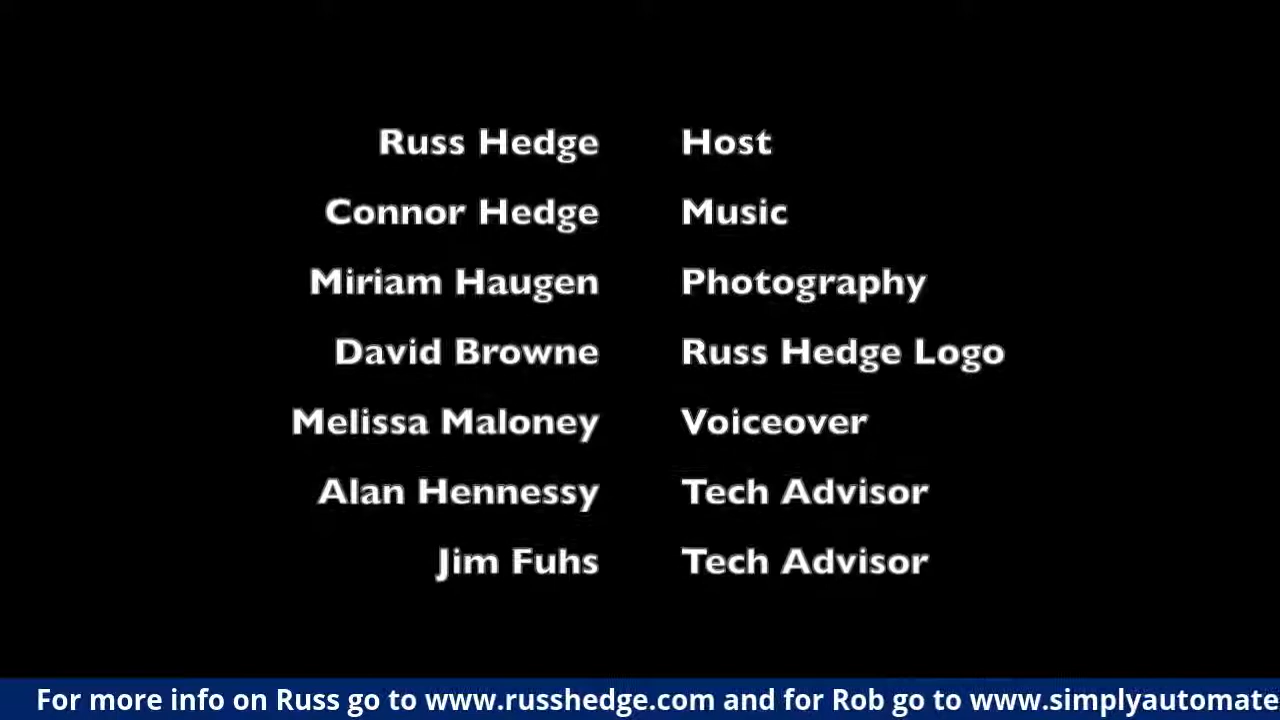 Russ Hedge Host
Connor Hedge Music
Miriam Haugen Photography
David Browne Russ Hedge Logo
Melissa Maloney Voiceover
Alan Hennessy Tech Advisor
Jim Fuhs Tech Advisor
For more info on Russ go to www.russhedge.com and for Rob go to www.simplyautomate